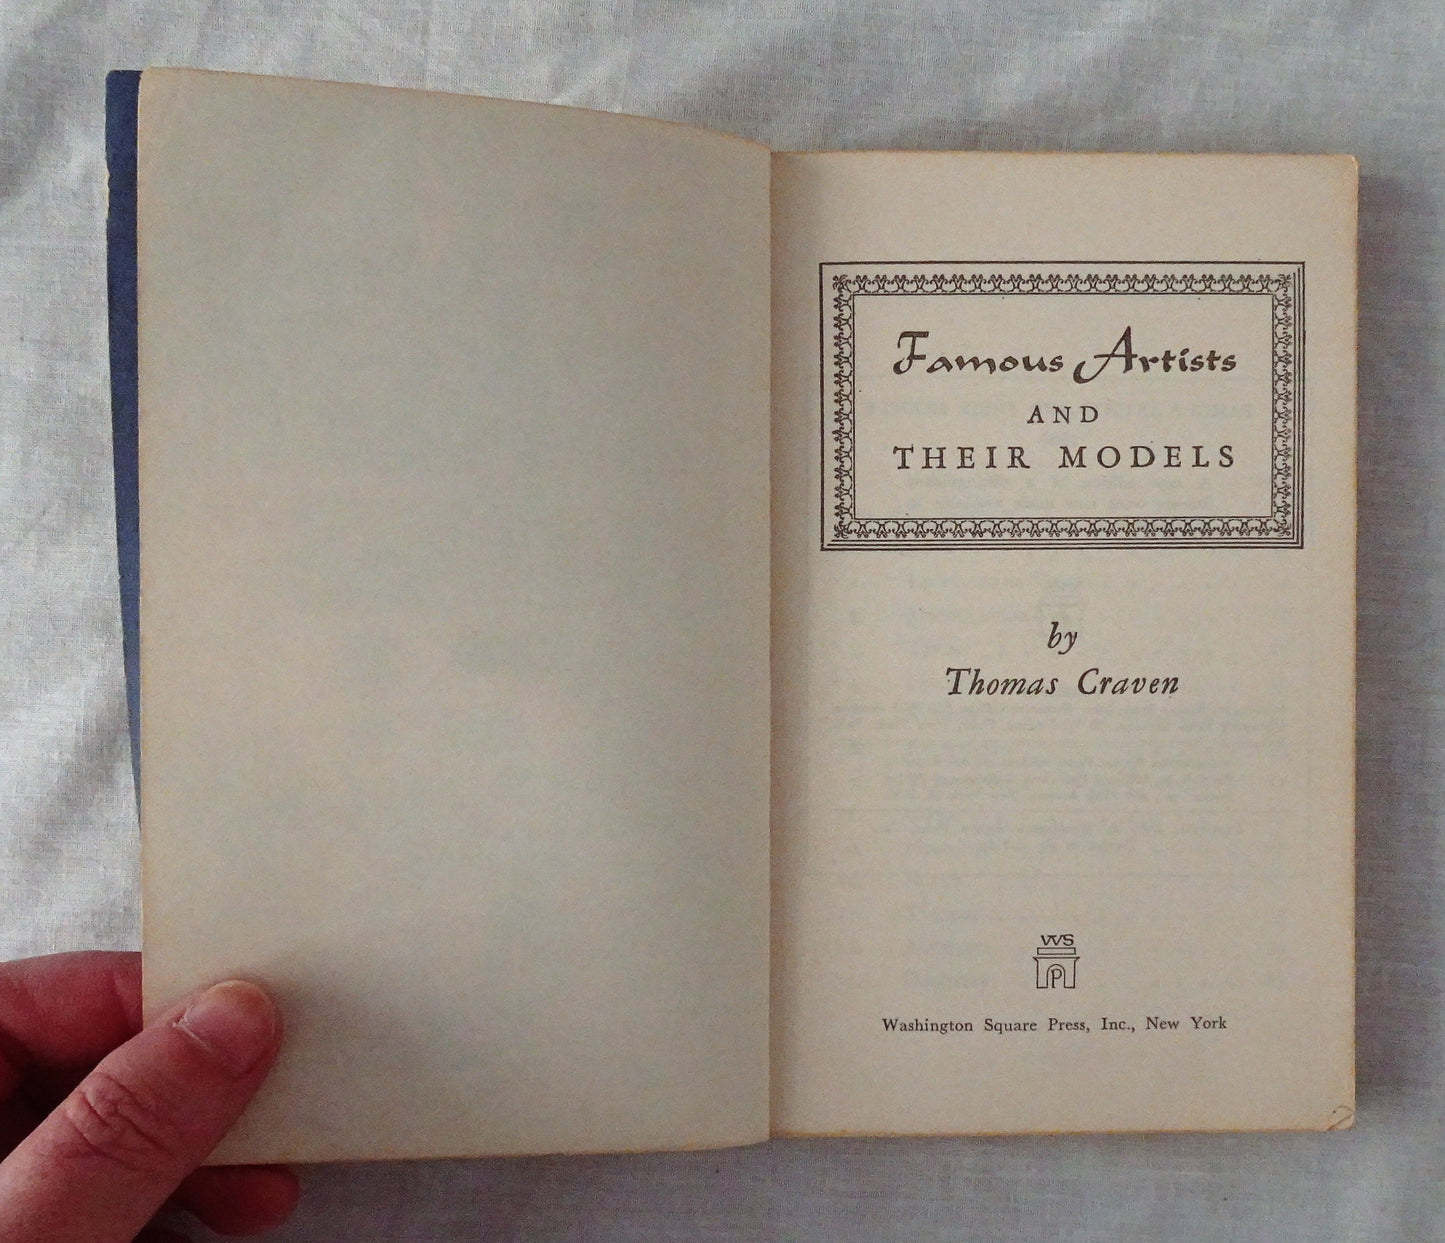 Famous Artists
AND
THEIR MODELS
by
Thomas Craven
WS
P
Washington Square Press, Inc., New York